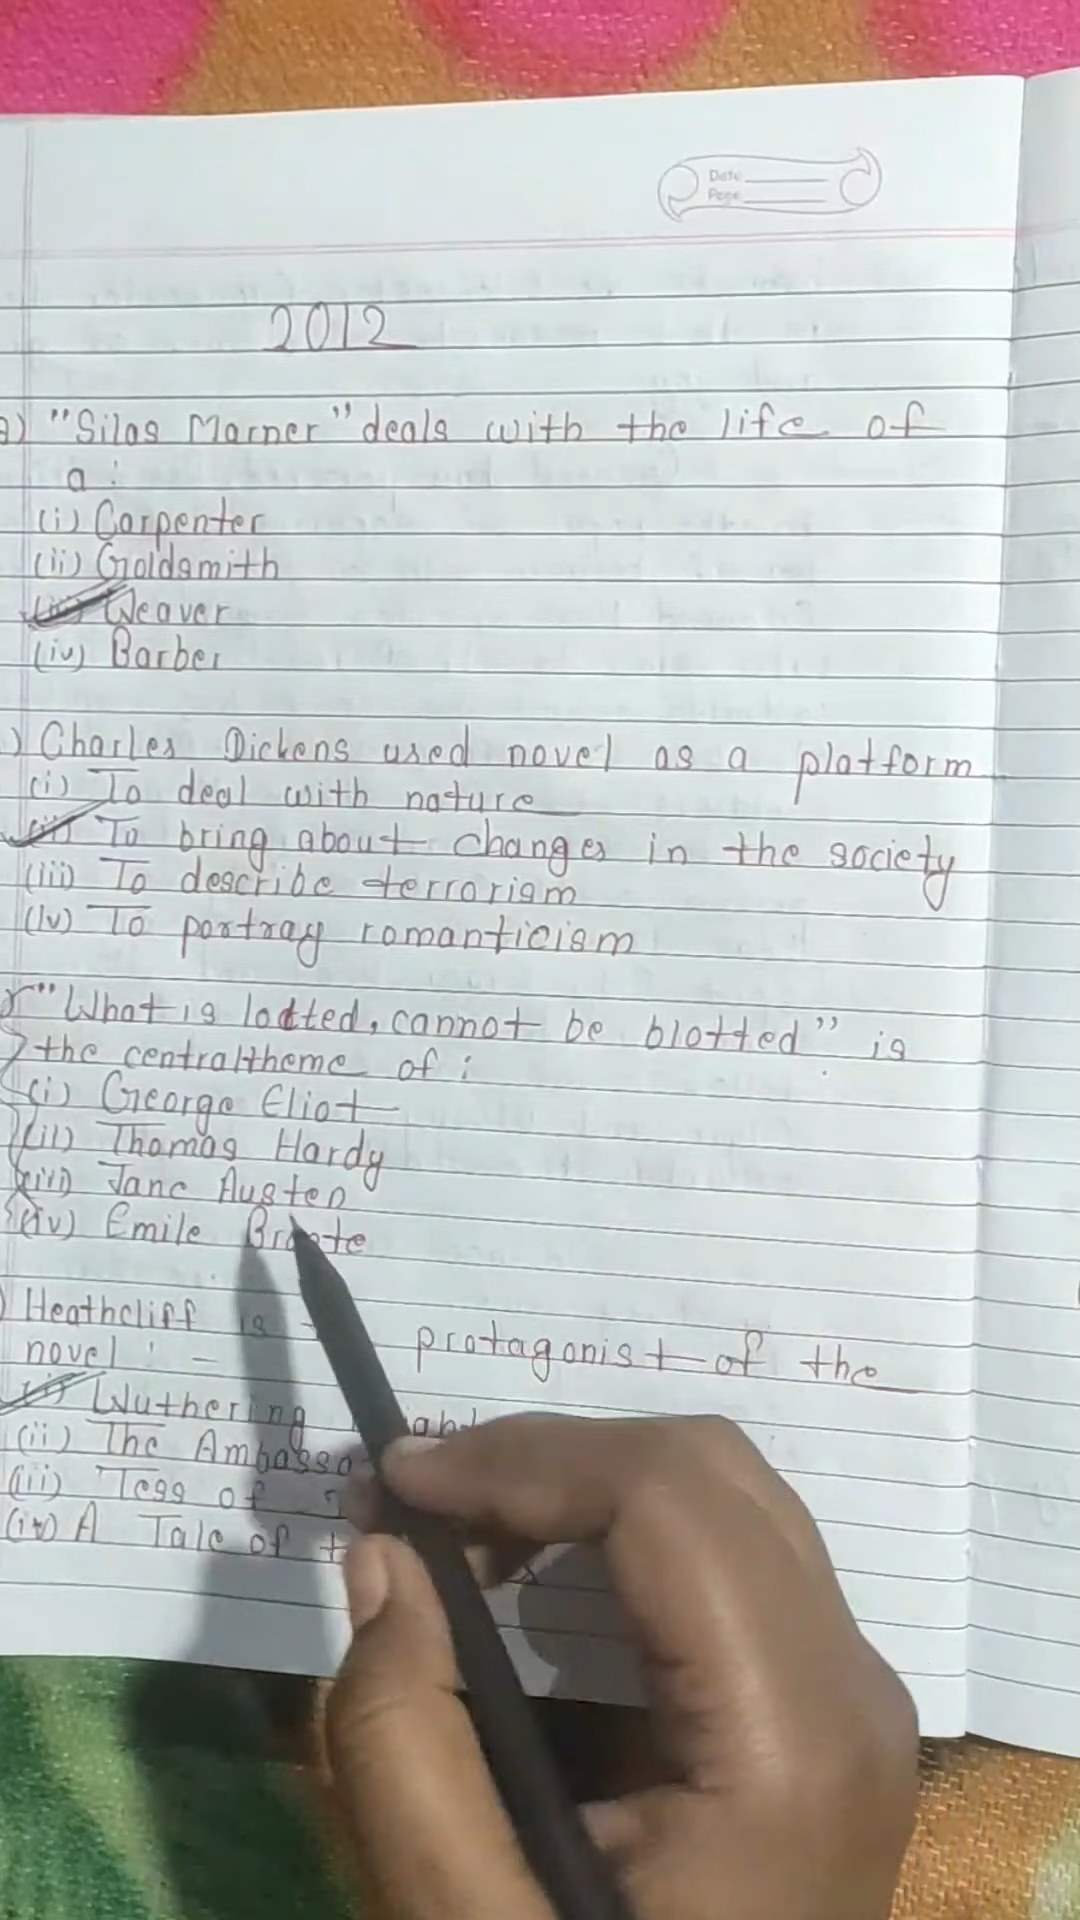 Date
Page
2012
a) "Silas Marner" deals with the life of
a :
(i) Carpenter
(ii) Goldsmith
(iii) Weaver
(iv) Barber
) Charles Dickens used novel as a platform
(i) To deal with nature
(ii) To bring about changes in the society
(iii) To describe terrorism
(iv) To portray romanticism
"What is lotted, cannot be blotted" is
the central theme of :
(i) George Eliot
(ii) Thomas Hardy
(iii) Jane Austen
(iv) Emile Bronte
) Heathcliff is protagonist of the
novel : -
(i) Wuthering
(ii) The
(iii) Tess of
(iv) A Tale of